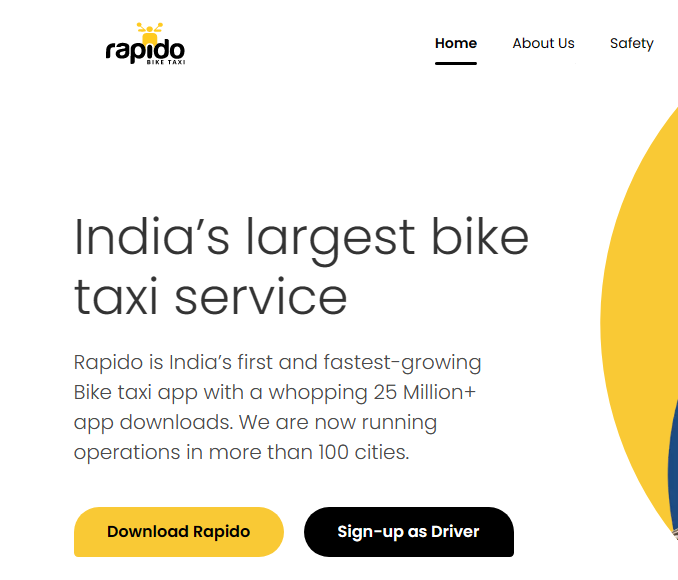 rapido
BIKE TAXI
Home About Us Safety
India’s largest bike
taxi service
Rapido is India’s first and fastest-growing
Bike taxi app with a whopping 25 Million+
app downloads. We are now running
operations in more than 100 cities.
Download Rapido Sign-up as Driver